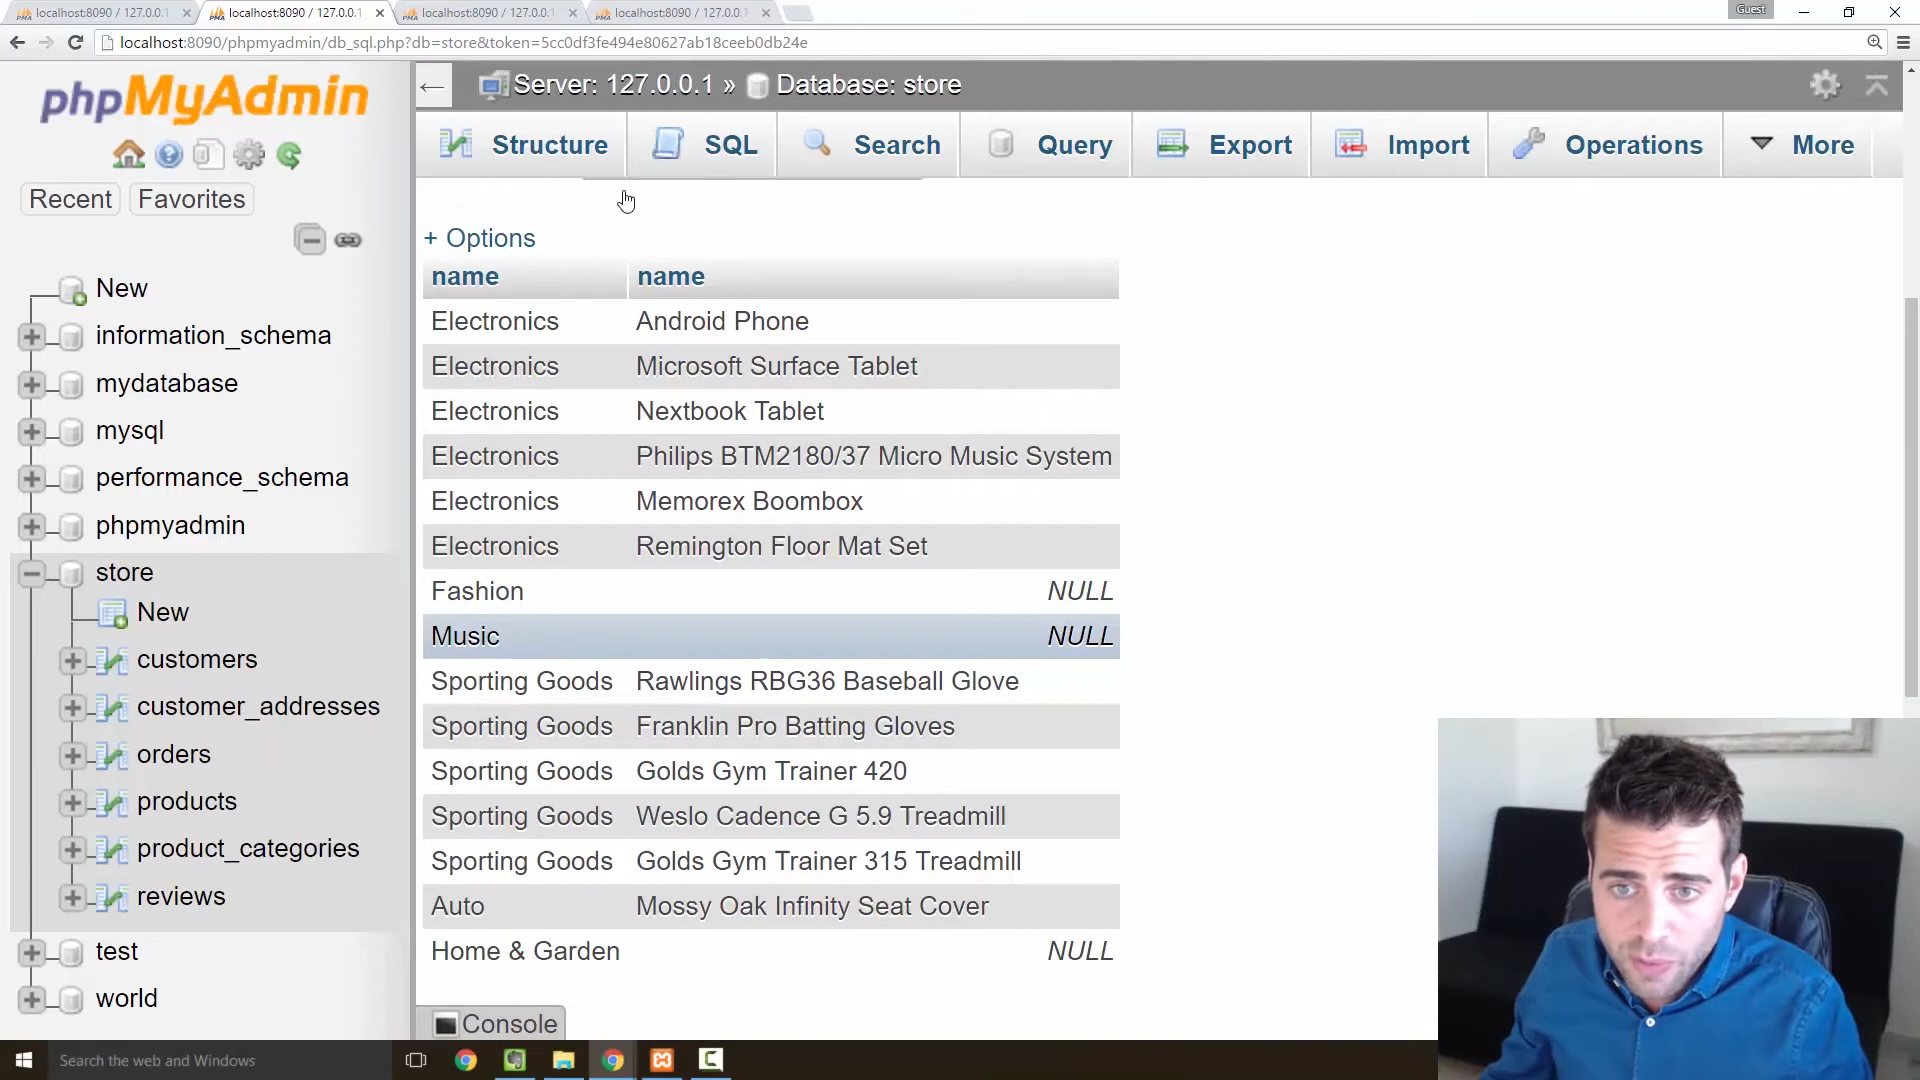 localhost:8090 / 127.0.0.1
localhost:8090 / 127.0.0.1
localhost:8090 / 127.0.0.1
localhost:8090 / 127.0.0.1
Guest
localhost:8090/phpmyadmin/db_sql.php?db=store&token=5cc0df3fe494e80627ab18ceeb0db24e
phpMyAdmin
Recent
Favorites
New
information_schema
mydatabase
mysql
performance_schema
phpmyadmin
store
New
customers
customer_addresses
orders
products
product_categories
reviews
test
world
Server: 127.0.0.1 » Database: store
Structure
SQL
Search
Query
Export
Import
Operations
More
+ Options
name name
Electronics Android Phone
Electronics Microsoft Surface Tablet
Electronics Nextbook Tablet
Electronics Philips BTM2180/37 Micro Music System
Electronics Memorex Boombox
Electronics Remington Floor Mat Set
Fashion NULL
Music NULL
Sporting Goods Rawlings RBG36 Baseball Glove
Sporting Goods Franklin Pro Batting Gloves
Sporting Goods Golds Gym Trainer 420
Sporting Goods Weslo Cadence G 5.9 Treadmill
Sporting Goods Golds Gym Trainer 315 Treadmill
Auto Mossy Oak Infinity Seat Cover
Home & Garden NULL
Console
Search the web and Windows